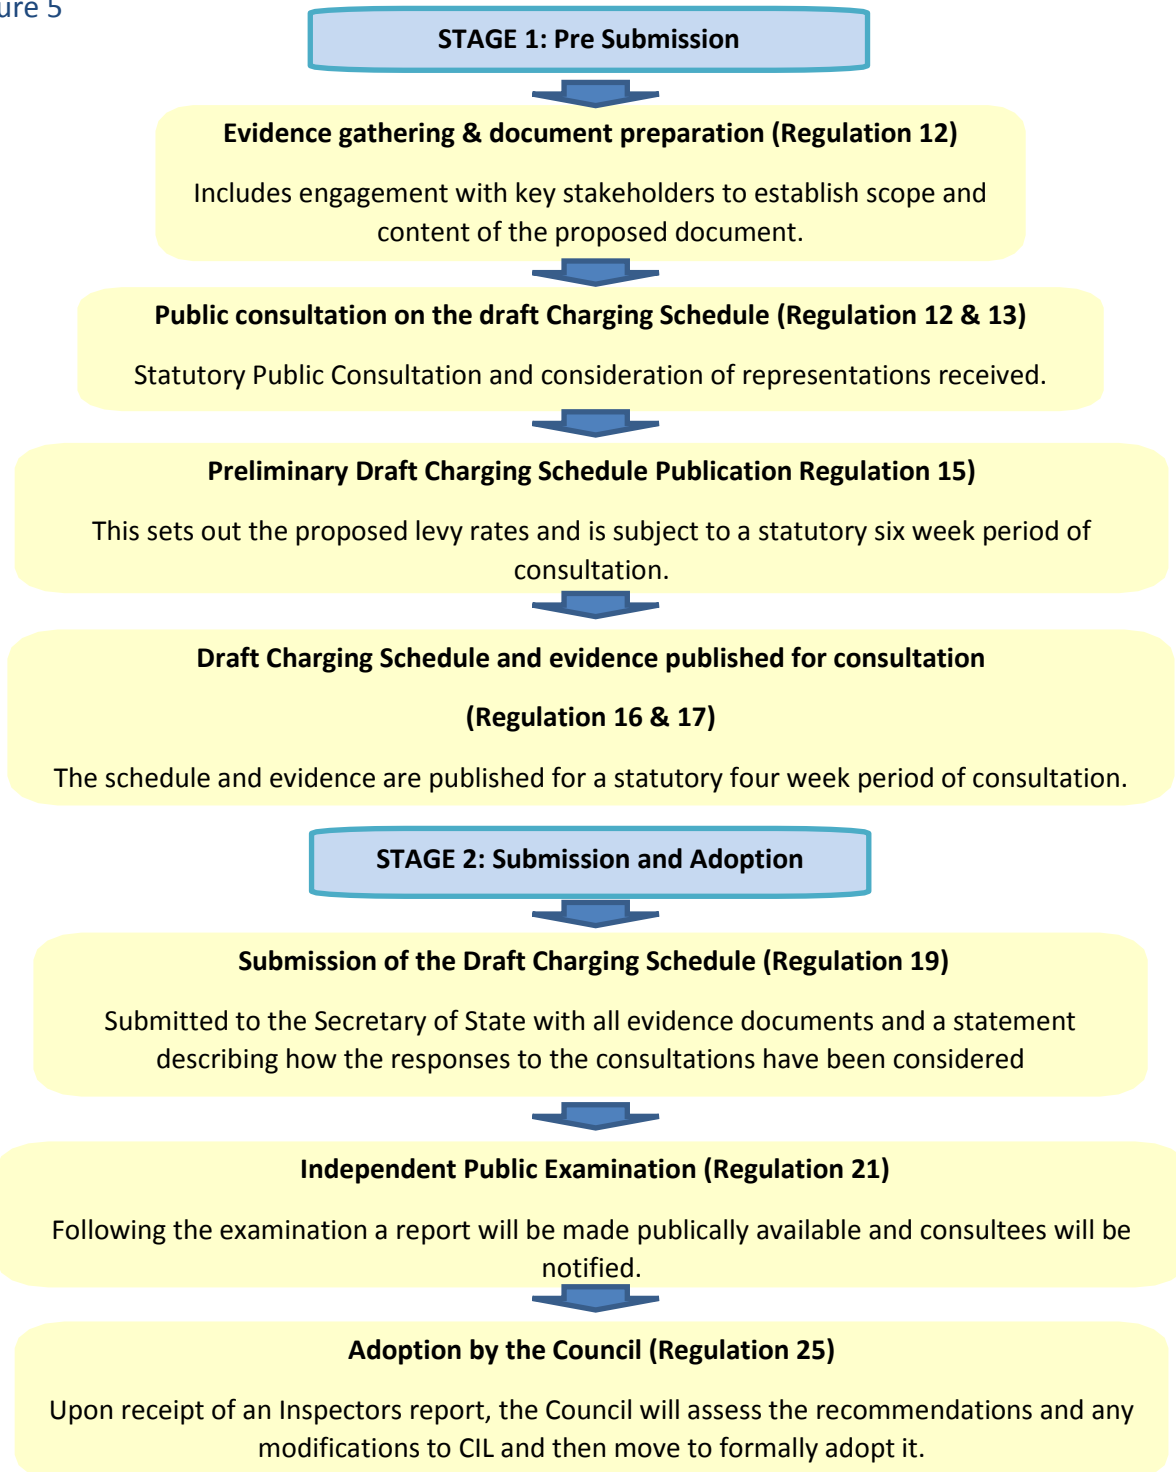 ure 5
STAGE 1: Pre Submission
Evidence gathering & document preparation (Regulation 12)
Includes engagement with key stakeholders to establish scope and
content of the proposed document.
Public consultation on the draft Charging Schedule (Regulation 12 & 13)
Statutory Public Consultation and consideration of representations received.
Preliminary Draft Charging Schedule Publication Regulation 15)
This sets out the proposed levy rates and is subject to a statutory six week period of
consultation.
Draft Charging Schedule and evidence published for consultation
(Regulation 16 & 17)
The schedule and evidence are published for a statutory four week period of consultation.
STAGE 2: Submission and Adoption
Submission of the Draft Charging Schedule (Regulation 19)
Submitted to the Secretary of State with all evidence documents and a statement
describing how the responses to the consultations have been considered
Independent Public Examination (Regulation 21)
Following the examination a report will be made publically available and consultees will be
notified.
Adoption by the Council (Regulation 25)
Upon receipt of an Inspectors report, the Council will assess the recommendations and any
modifications to CIL and then move to formally adopt it.